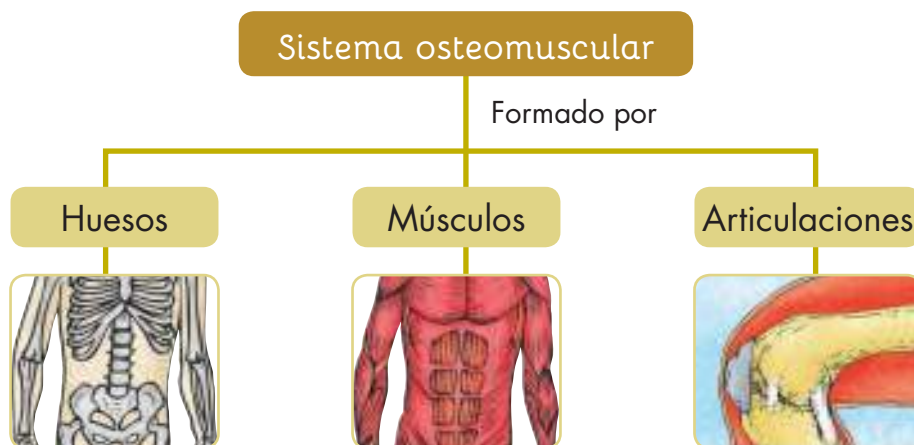 Sistema osteomuscular
Formado por
Huesos
Músculos
Articulaciones